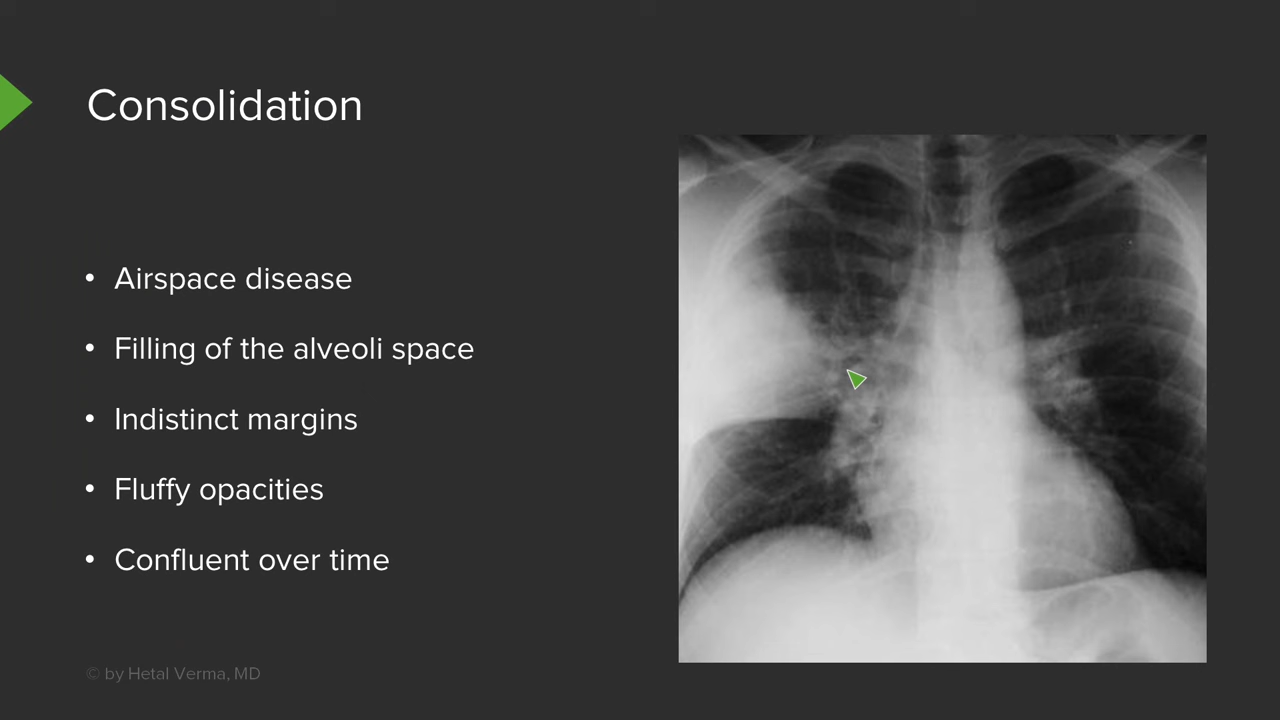 Consolidation
• Airspace disease
• Filling of the alveoli space
• Indistinct margins
• Fluffy opacities
• Confluent over time
© by Hetal Verma, MD